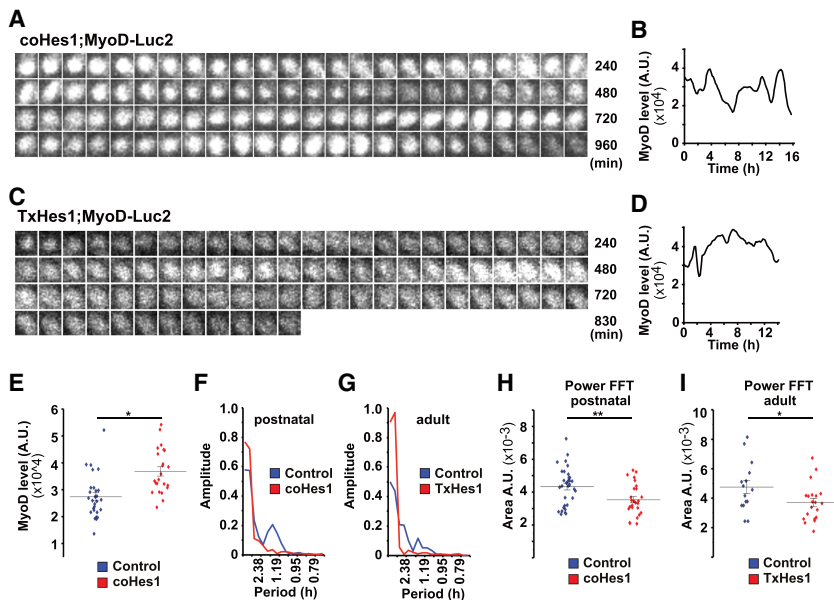 A
coHes1;MyoD-Luc2
240
480
720
960
(min)
B
MyoD level (A.U.)
(x10⁴)
4
2
0
0 4 8 12 16
Time (h)
C
TxHes1;MyoD-Luc2
240
480
720
830
(min)
D
MyoD level (A.U.)
(x10⁴)
4
2
0
0 4 8 12
Time (h)
E
MyoD level (A.U.)
(x10^4)
6
5
4
3
2
1
*
Control
coHes1
F
postnatal
Amplitude
1.0
0.8
0.6
0.4
0.2
0
Control
coHes1
2.38 1.19 0.95 0.79
Period (h)
G
adult
Amplitude
1.0
0.8
0.6
0.4
0.2
0
Control
TxHes1
2.38 1.19 0.95 0.79
Period (h)
H
Power FFT
postnatal
**
Area A.U. (x10⁻³)
8
6
4
2
Control
coHes1
I
Power FFT
adult
*
Area A.U. (x10⁻³)
10
8
6
4
2
Control
TxHes1